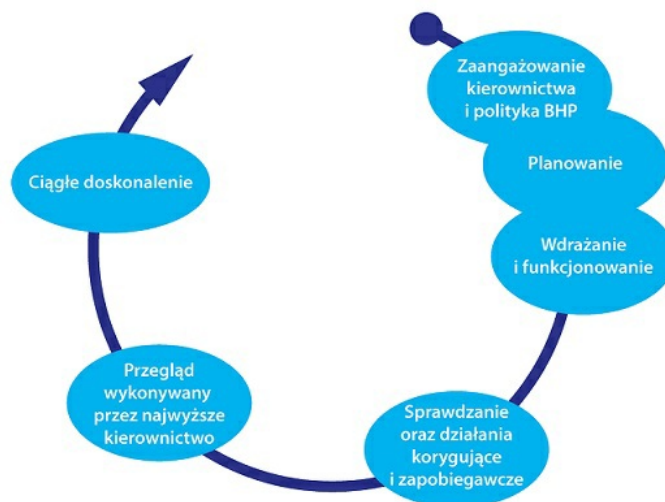 Zaangażowanie
kierownictwa
i polityka BHP
Planowanie
Wdrażanie
i funkcjonowanie
Sprawdzanie
oraz działania
korygujące
i zapobiegawcze
Przegląd
wykonywany
przez najwyższe
kierownictwo
Ciągłe doskonalenie